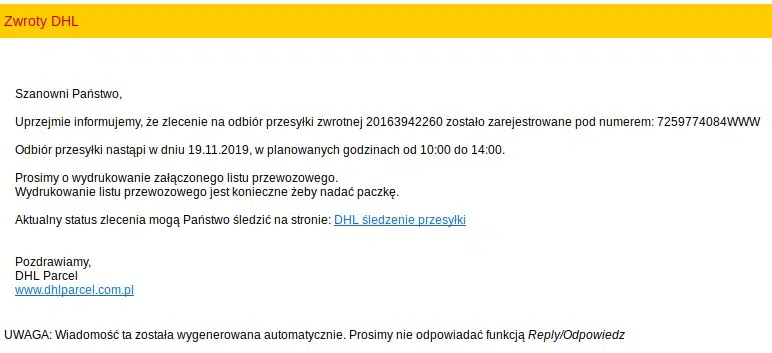 Zwroty DHL
Szanowni Państwo,
Uprzejmie informujemy, że zlecenie na odbiór przesyłki zwrotnej 20163942260 zostało zarejestrowane pod numerem: 7259774084WWW
Odbiór przesyłki nastąpi w dniu 19.11.2019, w planowanych godzinach od 10:00 do 14:00.
Prosimy o wydrukowanie załączonego listu przewozowego.
Wydrukowanie listu przewozowego jest konieczne żeby nadać paczkę.
Aktualny status zlecenia mogą Państwo śledzić na stronie: DHL śledzenie przesyłki
Pozdrawiamy,
DHL Parcel
www.dhlparcel.com.pl
UWAGA: Wiadomość ta została wygenerowana automatycznie. Prosimy nie odpowiadać funkcją Reply/Odpowiedz